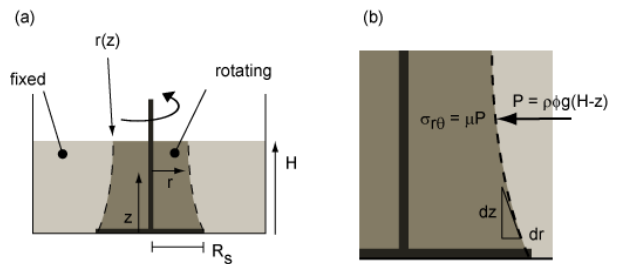 (a)
r(z)
fixed
rotating
r
z
H
R_s
(b)
P = ρϕg(H-z)
σ_rθ = μP
dz
dr